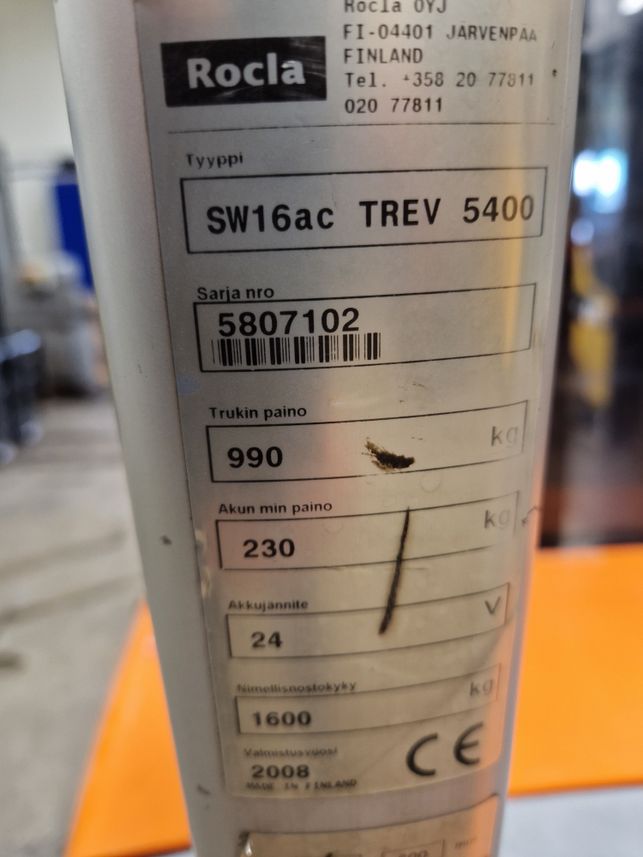 Rocla OYJ
FI-04401 JÄRVENPÄÄ
FINLAND
Tel. +358 20 77811
020 77811
Rocla
Tyyppi
SW16ac TREV 5400
Sarja nro
5807102
Trukin paino
990 kg
Akun min paino
230 kg
Akkujännite
24 V
Nimellisnostokyky
1600 kg
Valmistusvuosi
2008
MADE IN FINLAND
CE